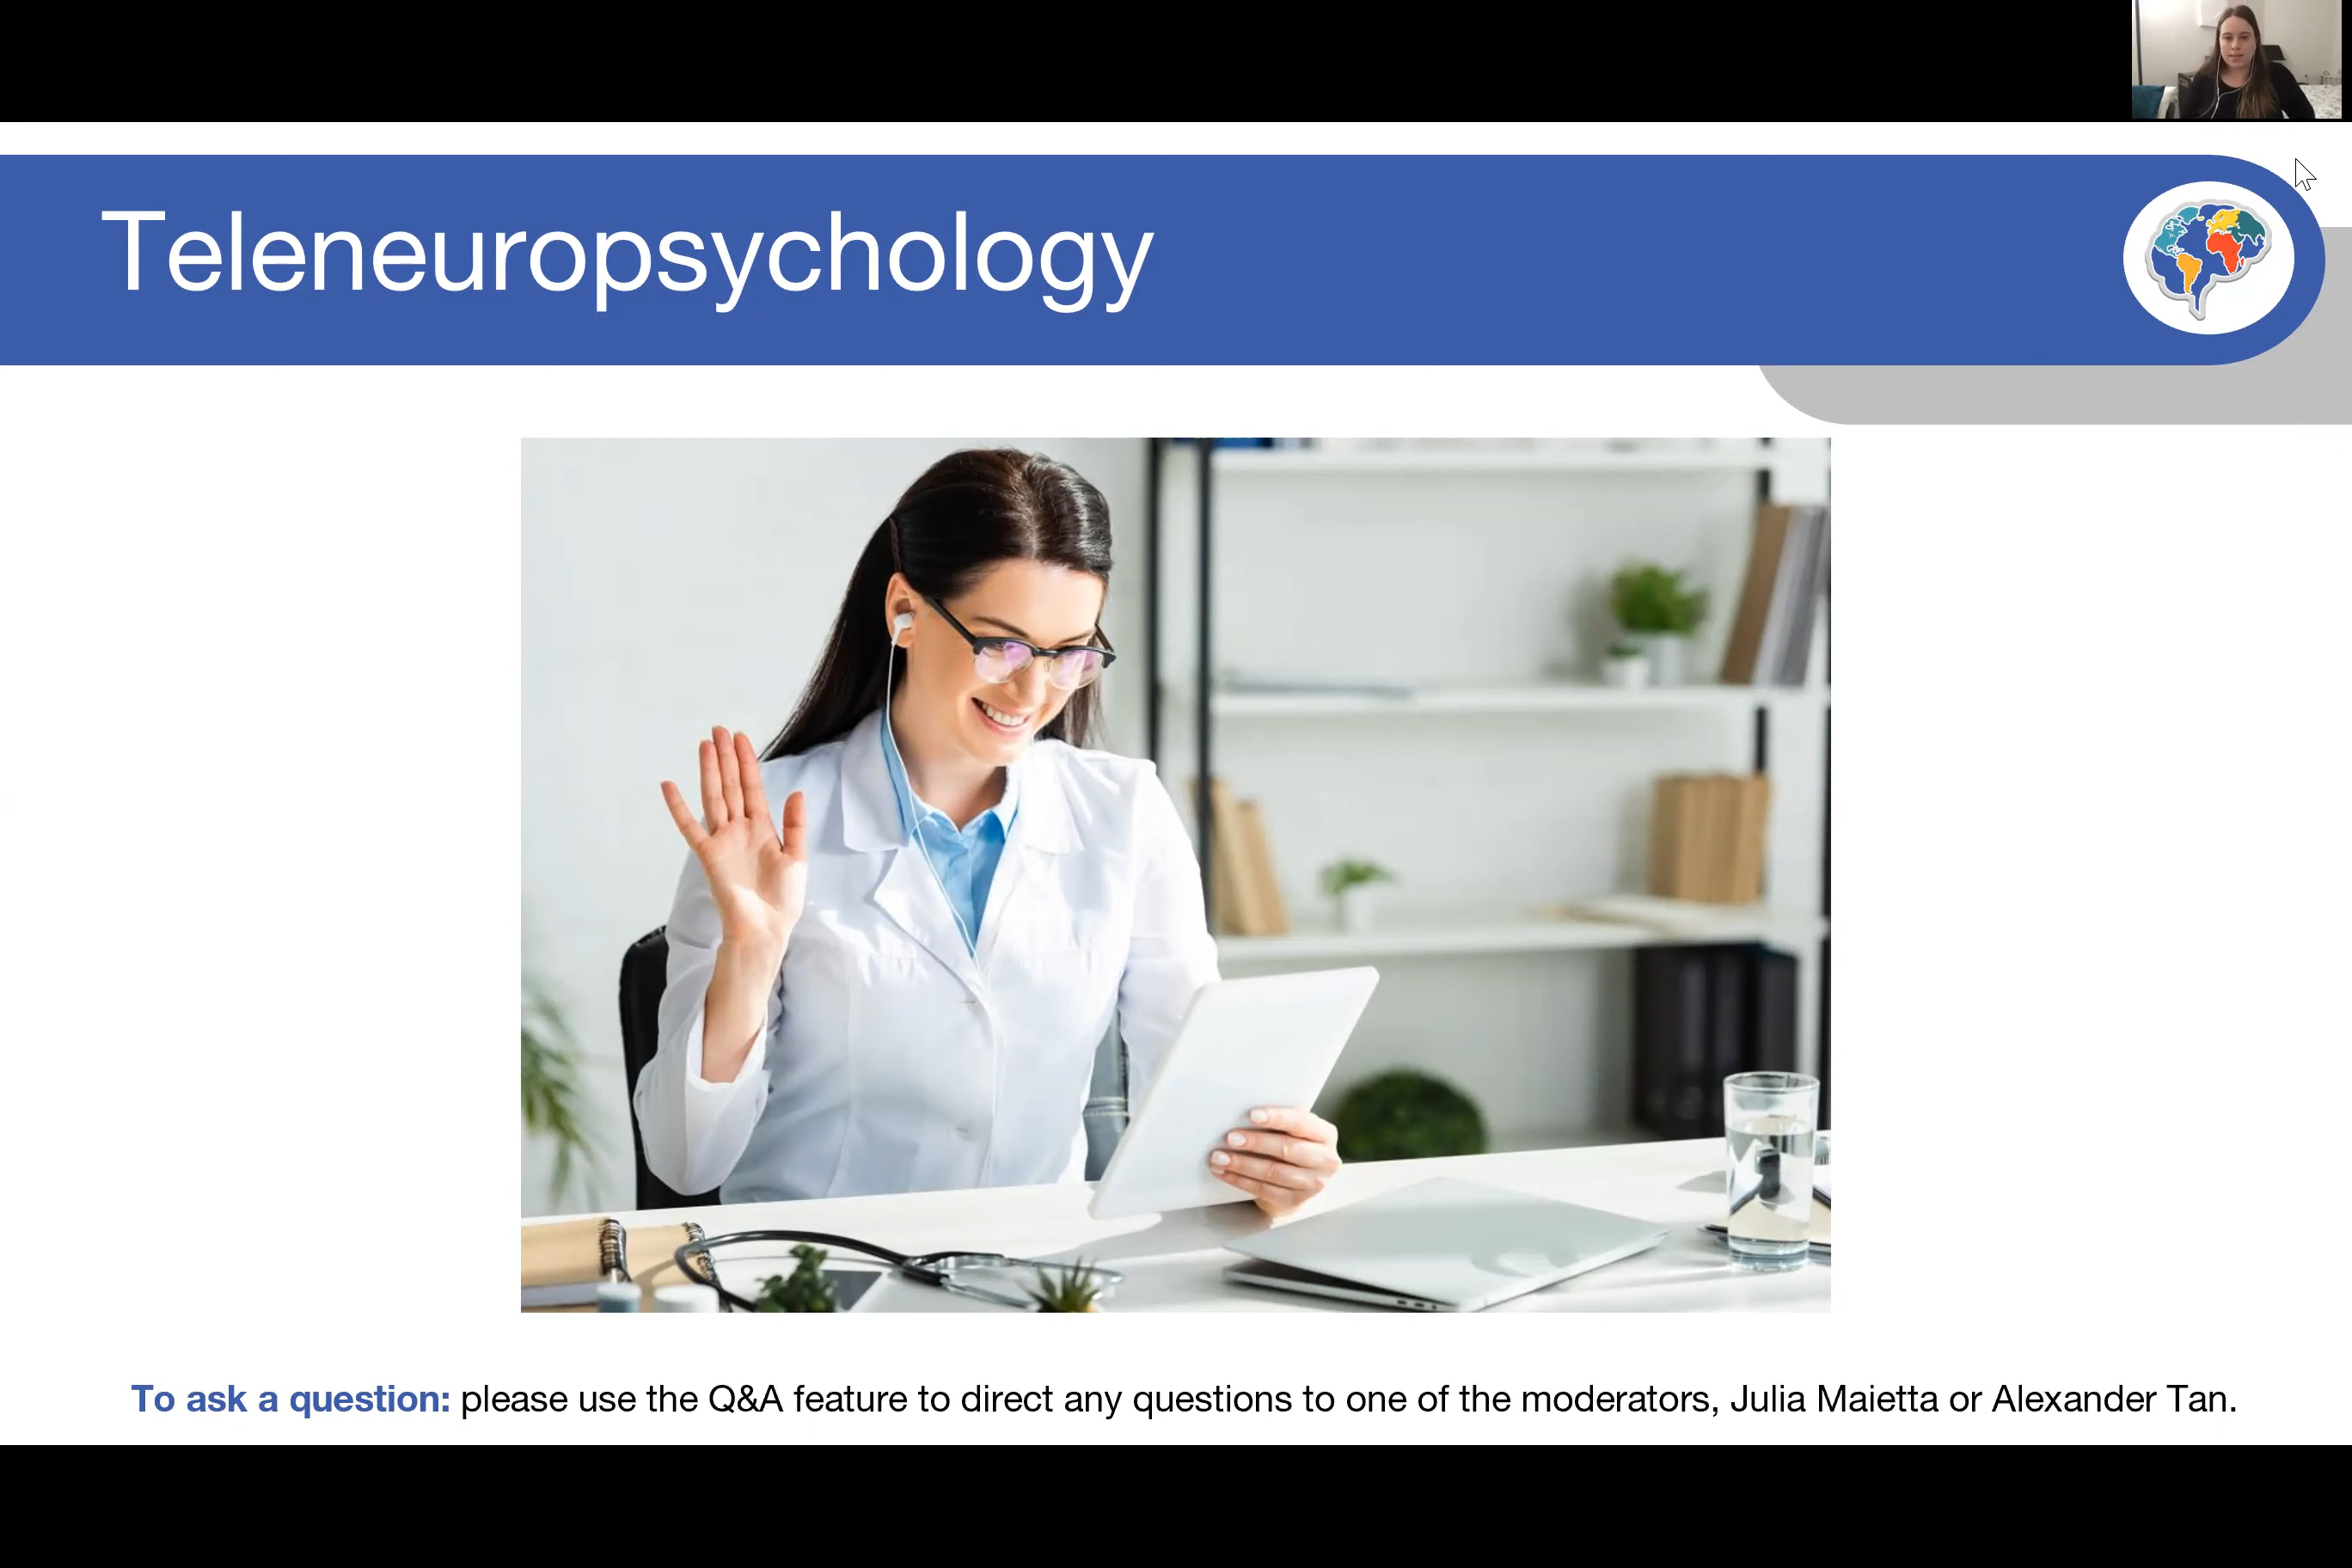 Teleneuropsychology
To ask a question: please use the Q&A feature to direct any questions to one of the moderators, Julia Maietta or Alexander Tan.